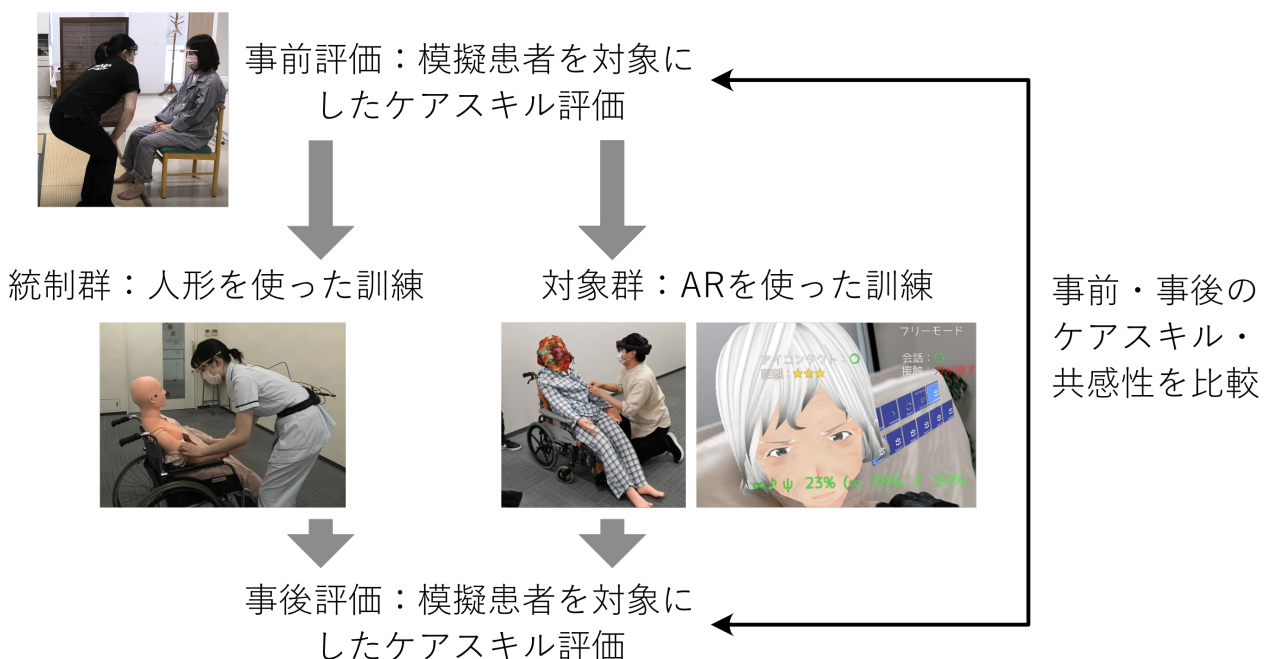 事前評価：模擬患者を対象に
したケアスキル評価
統制群：人形を使った訓練
対象群：ARを使った訓練
フリーモード
アイコンタクト：○
会話：○
距離：★★★
接触：
23%
事前・事後の
ケアスキル・
共感性を比較
事後評価：模擬患者を対象に
したケアスキル評価